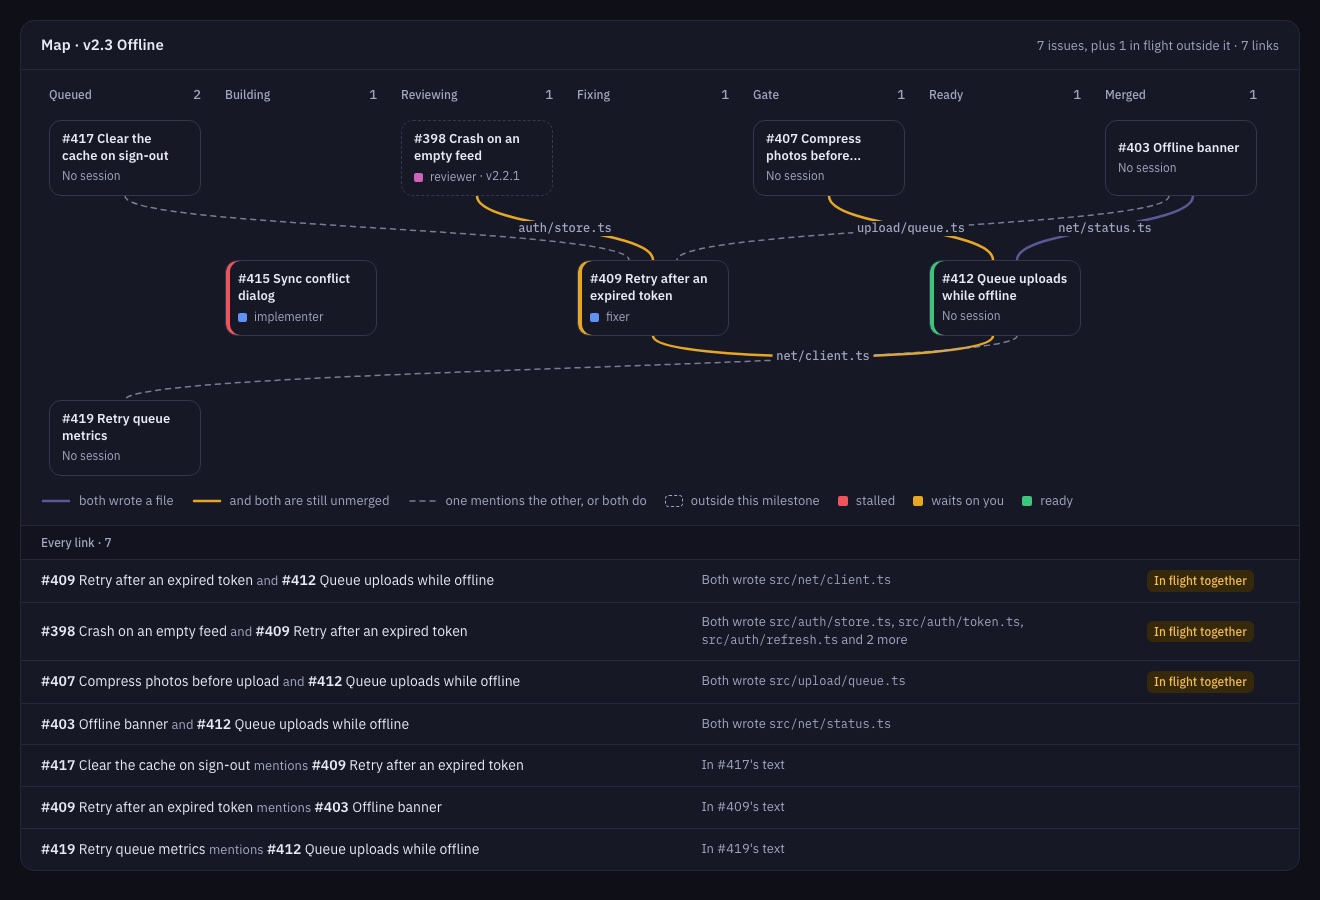 Map · v2.3 Offline
7 issues, plus 1 in flight outside it · 7 links
Queued 2
Building 1
Reviewing 1
Fixing 1
Gate 1
Ready 1
Merged 1
#417 Clear the
cache on sign-out
No session
#398 Crash on an
empty feed
reviewer · v2.2.1
#407 Compress
photos before...
No session
#403 Offline banner
No session
auth/store.ts
upload/queue.ts
net/status.ts
#415 Sync conflict
dialog
implementer
#409 Retry after an
expired token
fixer
#412 Queue uploads
while offline
No session
net/client.ts
#419 Retry queue
metrics
No session
both wrote a file
and both are still unmerged
one mentions the other, or both do
outside this milestone
stalled
waits on you
ready
Every link · 7
#409 Retry after an expired token and #412 Queue uploads while offline
Both wrote src/net/client.ts
In flight together
#398 Crash on an empty feed and #409 Retry after an expired token
Both wrote src/auth/store.ts, src/auth/token.ts,
src/auth/refresh.ts and 2 more
In flight together
#407 Compress photos before upload and #412 Queue uploads while offline
Both wrote src/upload/queue.ts
In flight together
#403 Offline banner and #412 Queue uploads while offline
Both wrote src/net/status.ts
#417 Clear the cache on sign-out mentions #409 Retry after an expired token
In #417's text
#409 Retry after an expired token mentions #403 Offline banner
In #409's text
#419 Retry queue metrics mentions #412 Queue uploads while offline
In #419's text